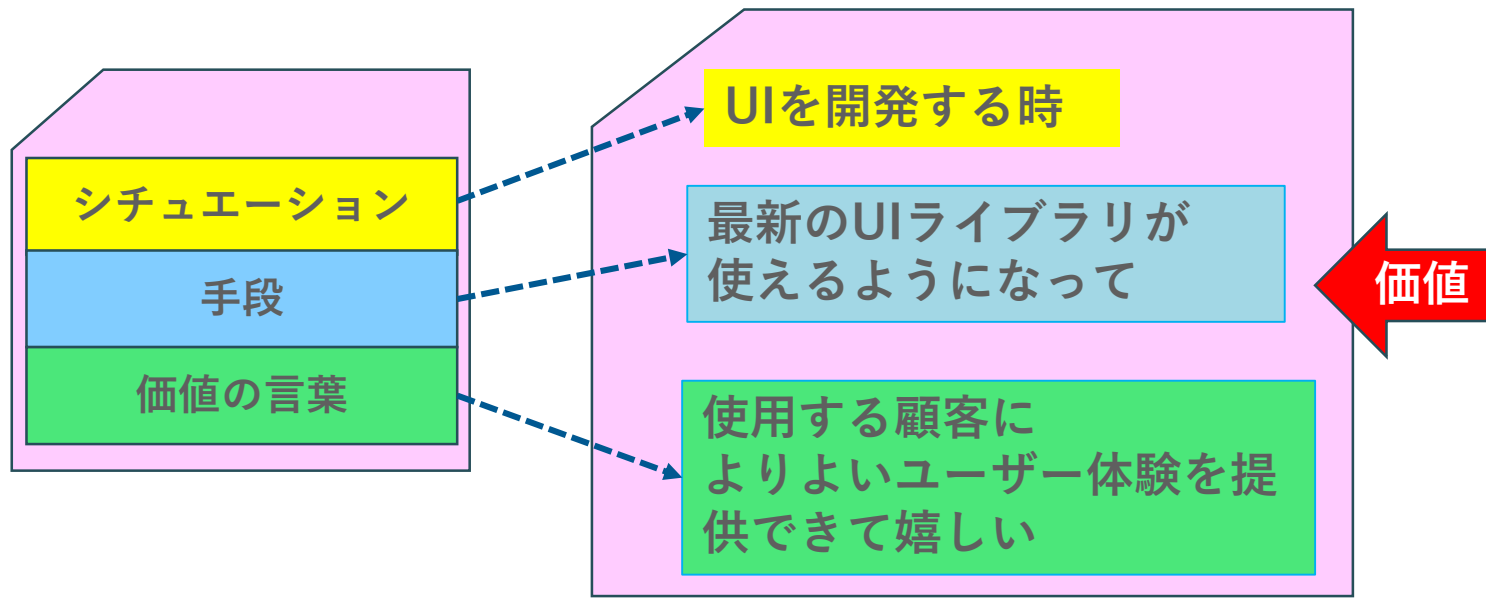 シチュエーション
手段
価値の言葉
UIを開発する時
最新のUIライブラリが
使えるようになって
使用する顧客に
よりよいユーザー体験を提
供できて嬉しい
価値